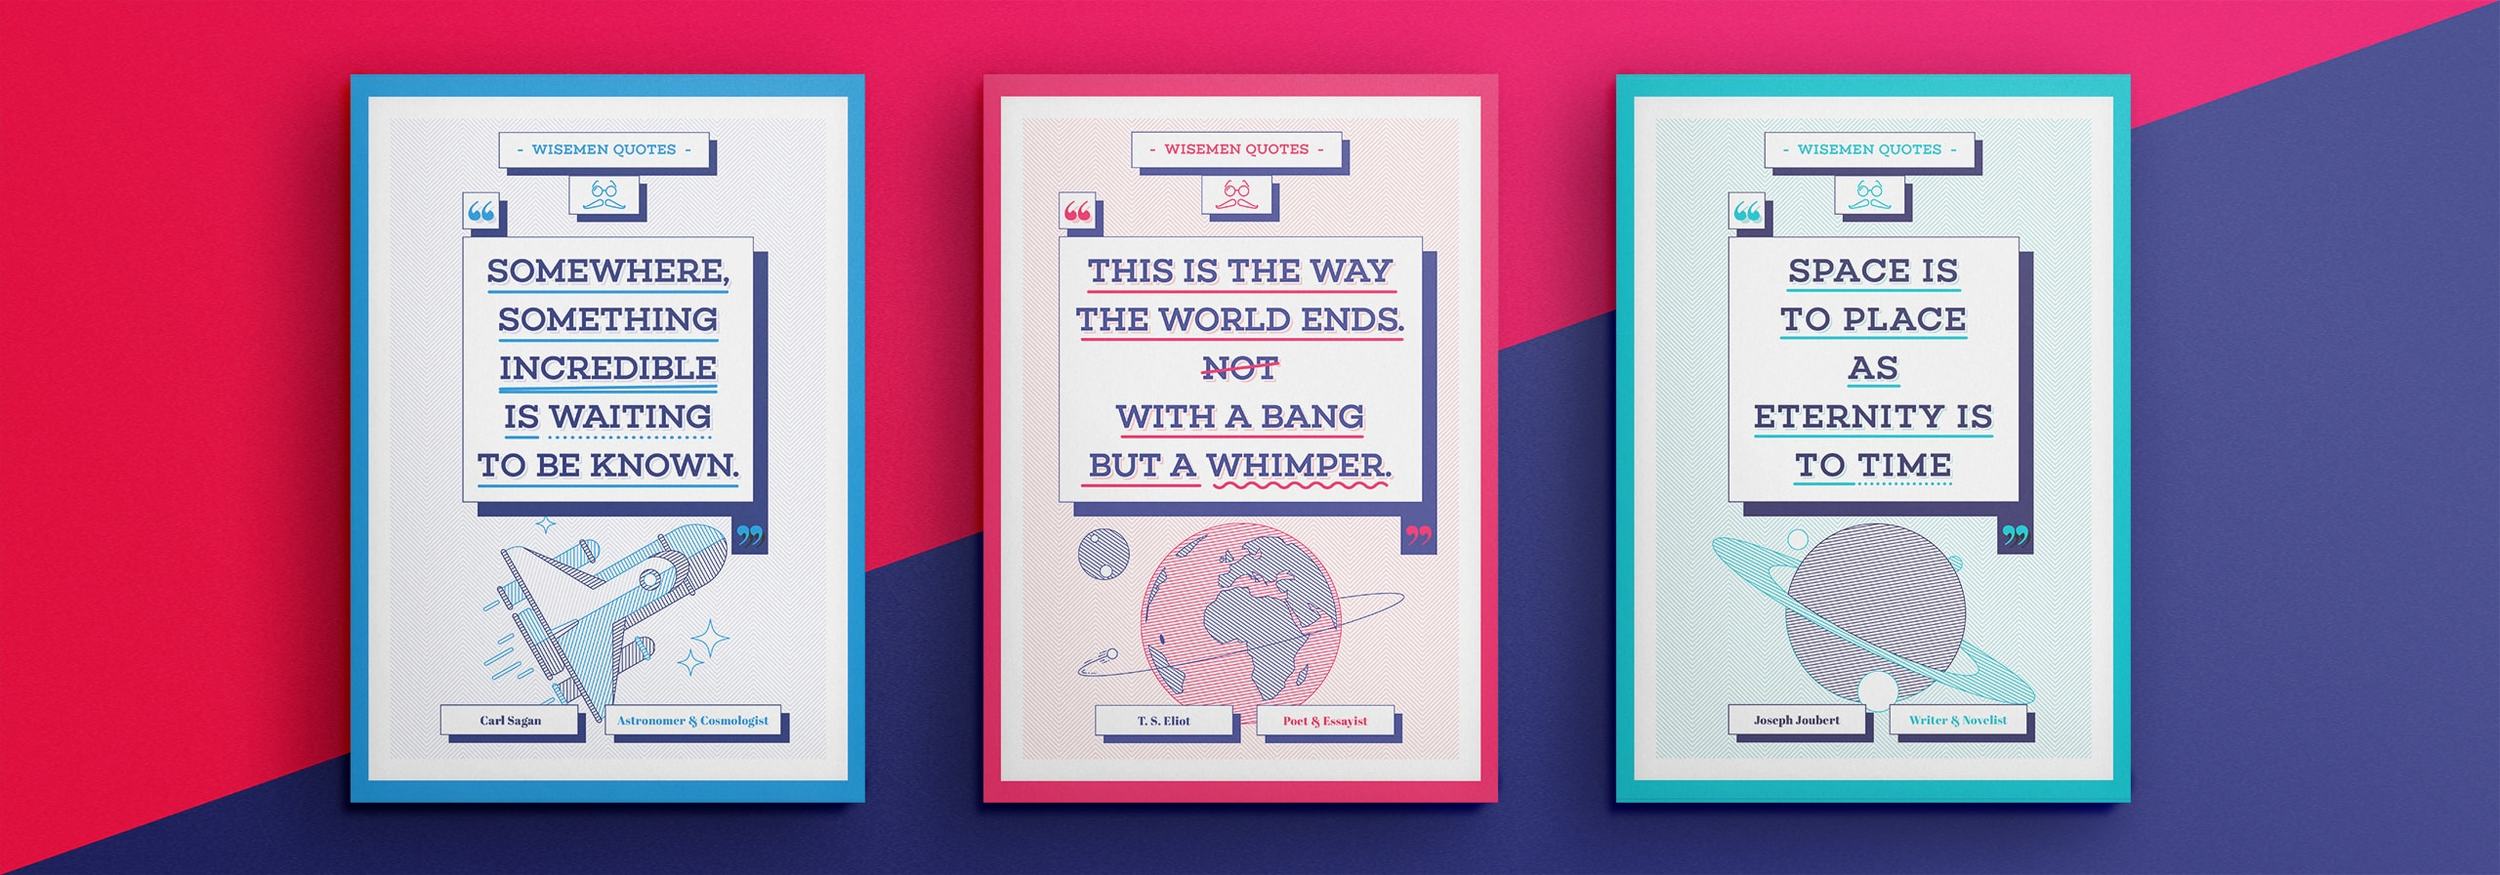 - WISEMEN QUOTES -
“
SOMEWHERE,
SOMETHING
INCREDIBLE
IS WAITING
TO BE KNOWN.
”
Carl Sagan
Astronomer & Cosmologist
- WISEMEN QUOTES -
“
THIS IS THE WAY
THE WORLD ENDS.
NOT
WITH A BANG
BUT A WHIMPER.
”
T. S. Eliot
Poet & Essayist
- WISEMEN QUOTES -
“
SPACE IS
TO PLACE
AS
ETERNITY IS
TO TIME
”
Joseph Joubert
Writer & Novelist